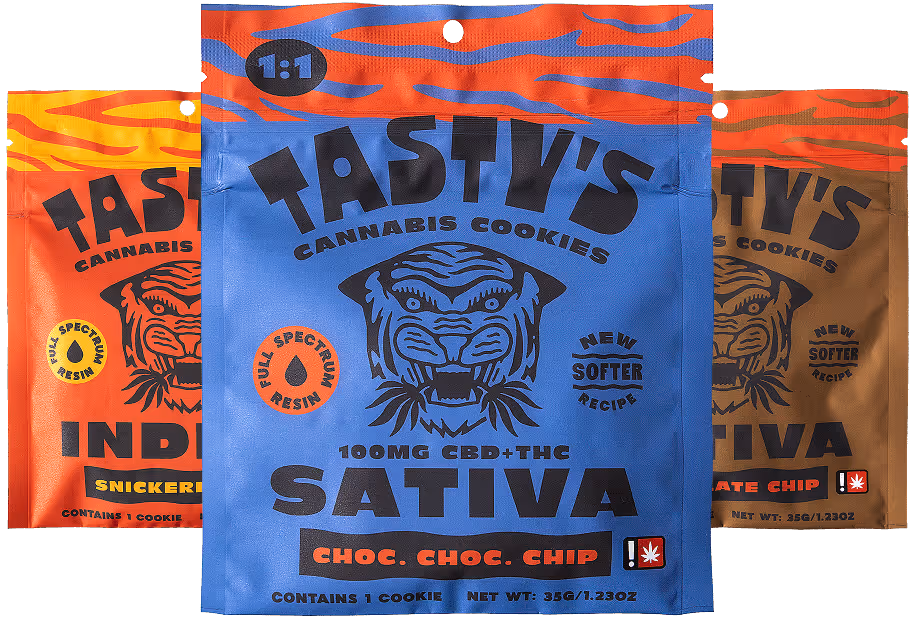 1:1
TASTY'S
CANNABIS COOKIES
FULL SPECTRUM
RESIN
NEW
SOFTER
RECIPE
100MG CBD+THC
SATIVA
CHOC. CHOC. CHIP
!
CONTAINS 1 COOKIE NET WT: 35G/1.23OZ
TAST
CANNABIS
FULL SPECTRUM
RESIN
INDI
SNICKER
CONTAINS 1 COOKIE
STY'S
S COOKIES
NEW
SOFTER
RECIPE
TIVA
ATE CHIP
!
NET WT: 35G/1.23OZ